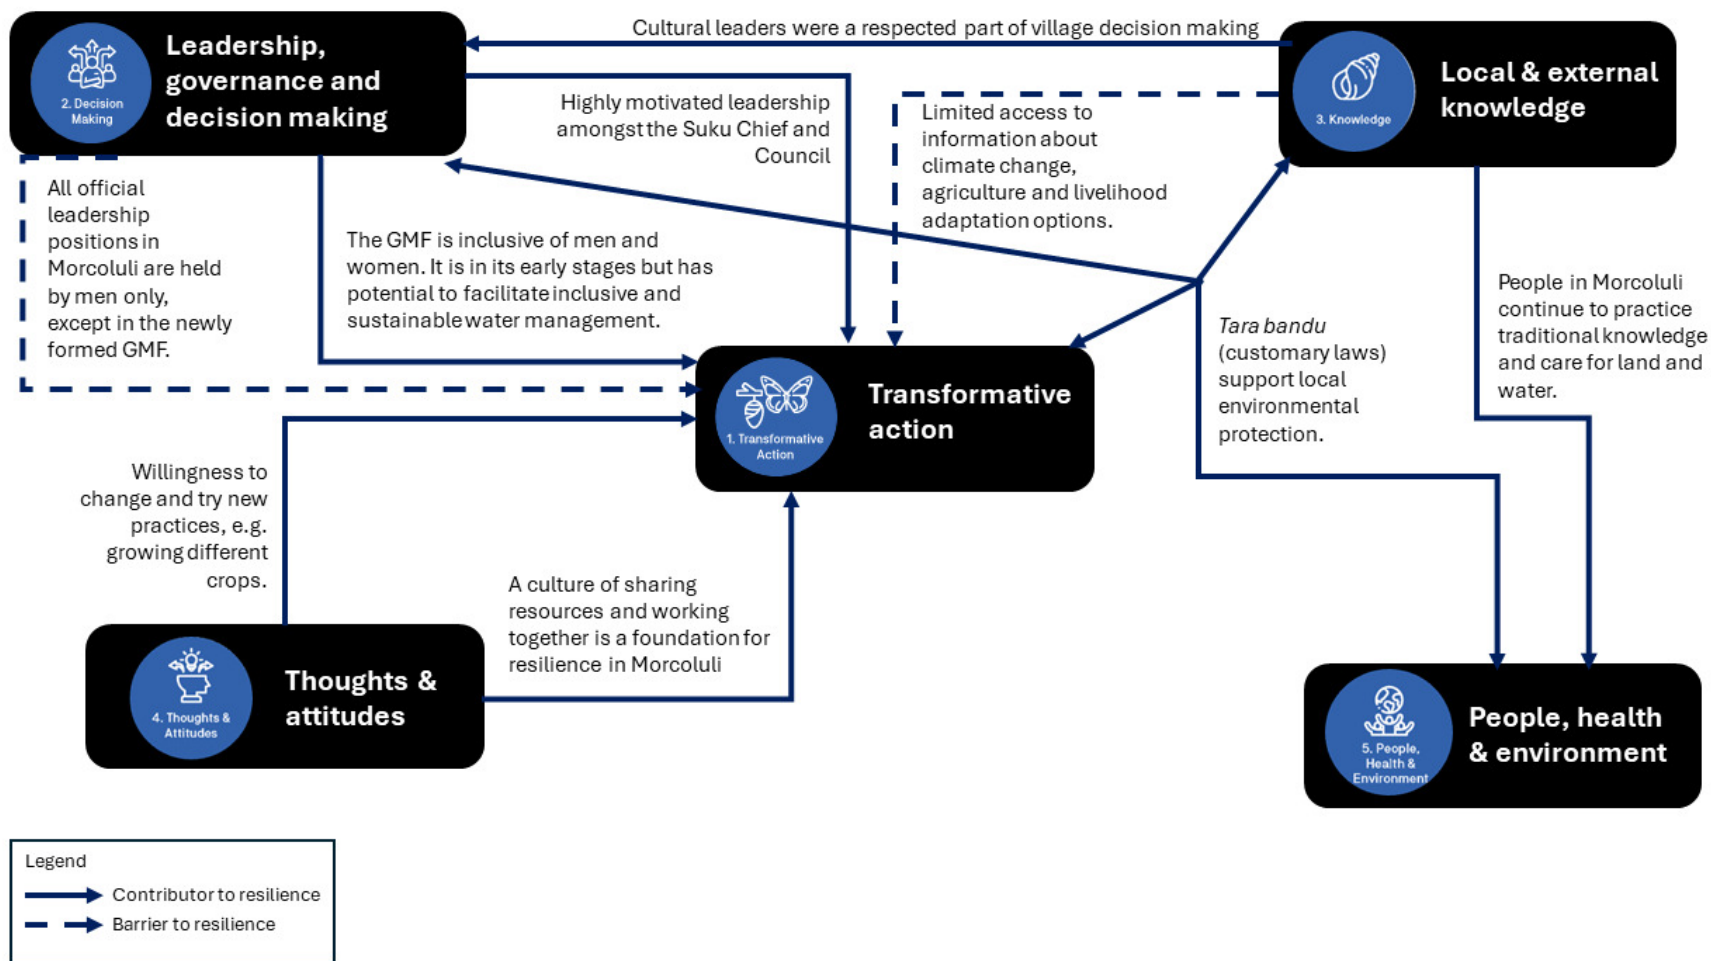 Cultural leaders were a respected part of village decision making
2. Decision
Making
Leadership,
governance and
decision making
3. Knowledge
Local & external
knowledge
Highly motivated leadership
amongst the Suku Chief and
Council
Limited access to
information about
climate change,
agriculture and livelihood
adaptation options.
All official
leadership
positions in
Morcoluli are held
by men only,
except in the newly
formed GMF.
The GMF is inclusive of men and
women. It is in its early stages but has
potential to facilitate inclusive and
sustainable water management.
Tara bandu
(customary laws)
support local
environmental
protection.
People in Morcoluli
continue to practice
traditional knowledge
and care for land and
water.
1. Transformative
Action
Transformative
action
Willingness to
change and try new
practices, e.g.
growing different
crops.
A culture of sharing
resources and working
together is a foundation for
resilience in Morcoluli
4. Thoughts &
Attitudes
Thoughts &
attitudes
5. People,
Health &
Environment
People, health
& environment
Legend
Contributor to resilience
Barrier to resilience